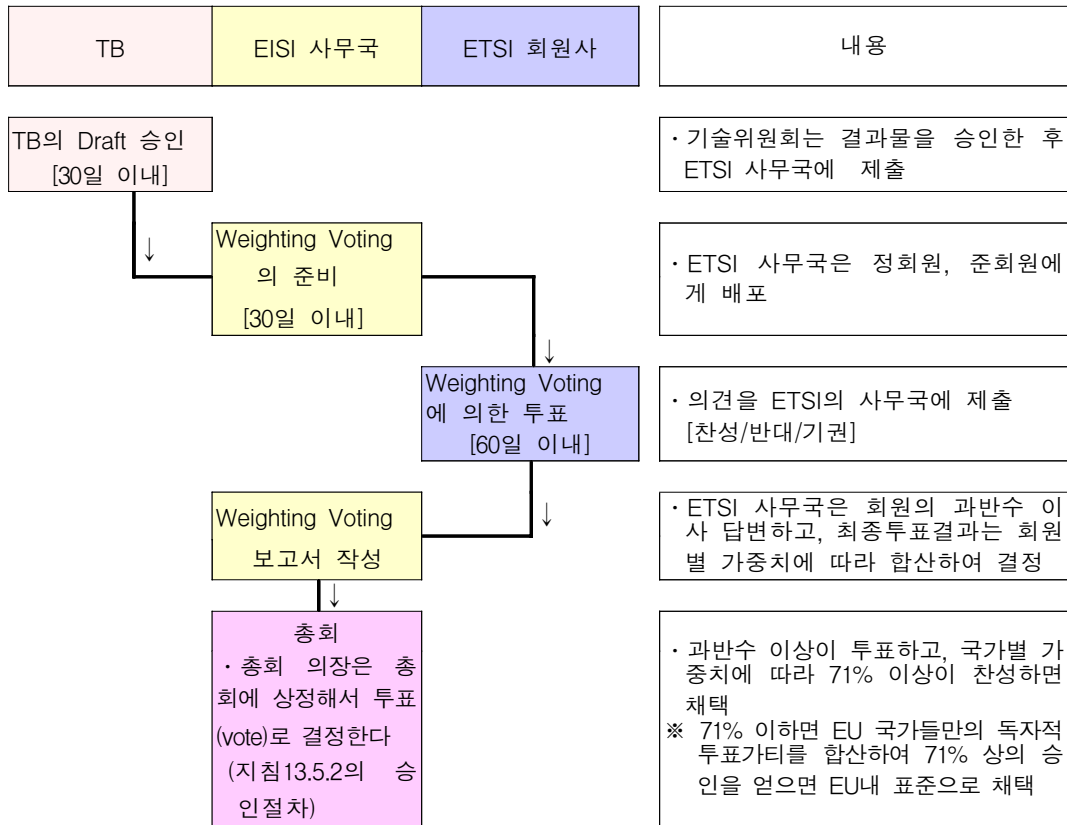 TB
EISI 사무국
ETSI 회원사
내용
TB의 Draft 승인
[30일 이내]
· 기술위원회는 결과물을 승인한 후
ETSI 사무국에 제출
↓
Weighting Voting
의 준비
[30일 이내]
· ETSI 사무국은 정회원, 준회원에
게 배포
↓
Weighting Voting
에 의한 투표
[60일 이내]
· 의견을 ETSI의 사무국에 제출
[찬성/반대/기권]
↓
Weighting Voting
보고서 작성
· ETSI 사무국은 회원의 과반수 이
사 답변하고, 최종투표결과는 회원
별 가중치에 따라 합산하여 결정
↓
총회
· 총회 의장은 총
회에 상정해서 투표
(vote)로 결정한다
(지침13.5.2의 승
인절차)
· 과반수 이상이 투표하고, 국가별 가
중치에 따라 71% 이상이 찬성하면
채택
※ 71% 이하면 EU 국가들만의 독자적
투표가티를 합산하여 71% 상의 승
인을 얻으면 EU내 표준으로 채택